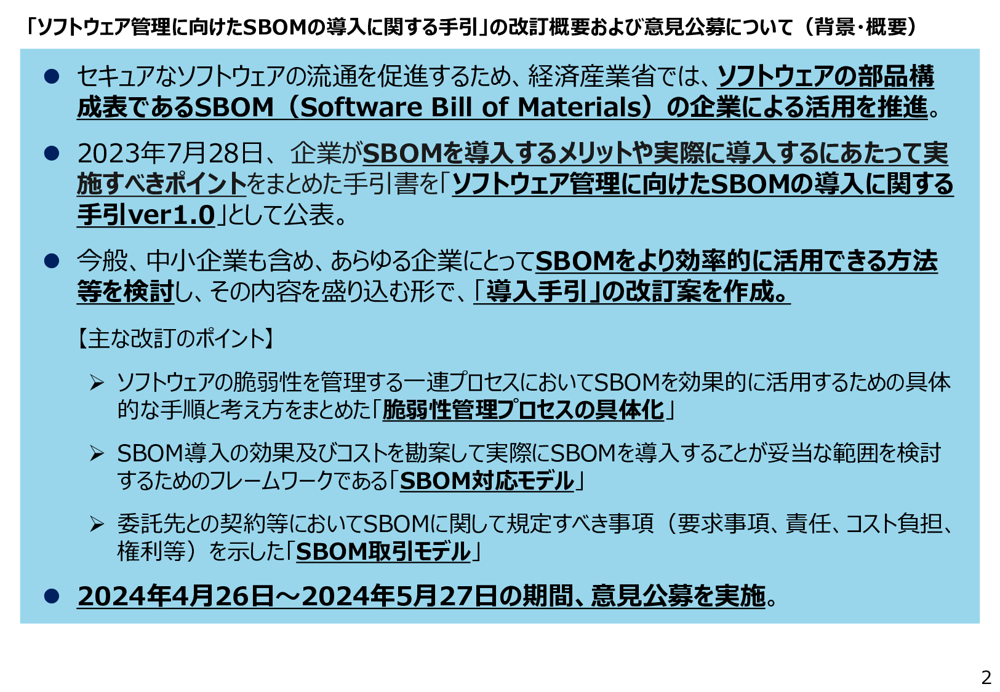 「ソフトウェア管理に向けたSBOMの導入に関する手引」の改訂概要および意見公募について（背景・概要）
● セキュアなソフトウェアの流通を促進するため、経済産業省では、ソフトウェアの部品構
成表であるSBOM（Software Bill of Materials）の企業による活用を推進。
● 2023年7月28日、企業がSBOMを導入するメリットや実際に導入するにあたって実
施すべきポイントをまとめた手引書を「ソフトウェア管理に向けたSBOMの導入に関する
手引ver1.0」として公表。
● 今般、中小企業も含め、あらゆる企業にとってSBOMをより効率的に活用できる方法
等を検討し、その内容を盛り込む形で、「導入手引」の改訂案を作成。
【主な改訂のポイント】
➢ ソフトウェアの脆弱性を管理する一連プロセスにおいてSBOMを効果的に活用するための具体
的な手順と考え方をまとめた「脆弱性管理プロセスの具体化」
➢ SBOM導入の効果及びコストを勘案して実際にSBOMを導入することが妥当な範囲を検討
するためのフレームワークである「SBOM対応モデル」
➢ 委託先との契約等においてSBOMに関して規定すべき事項（要求事項、責任、コスト負担、
権利等）を示した「SBOM取引モデル」
● 2024年4月26日～2024年5月27日の期間、意見公募を実施。
2